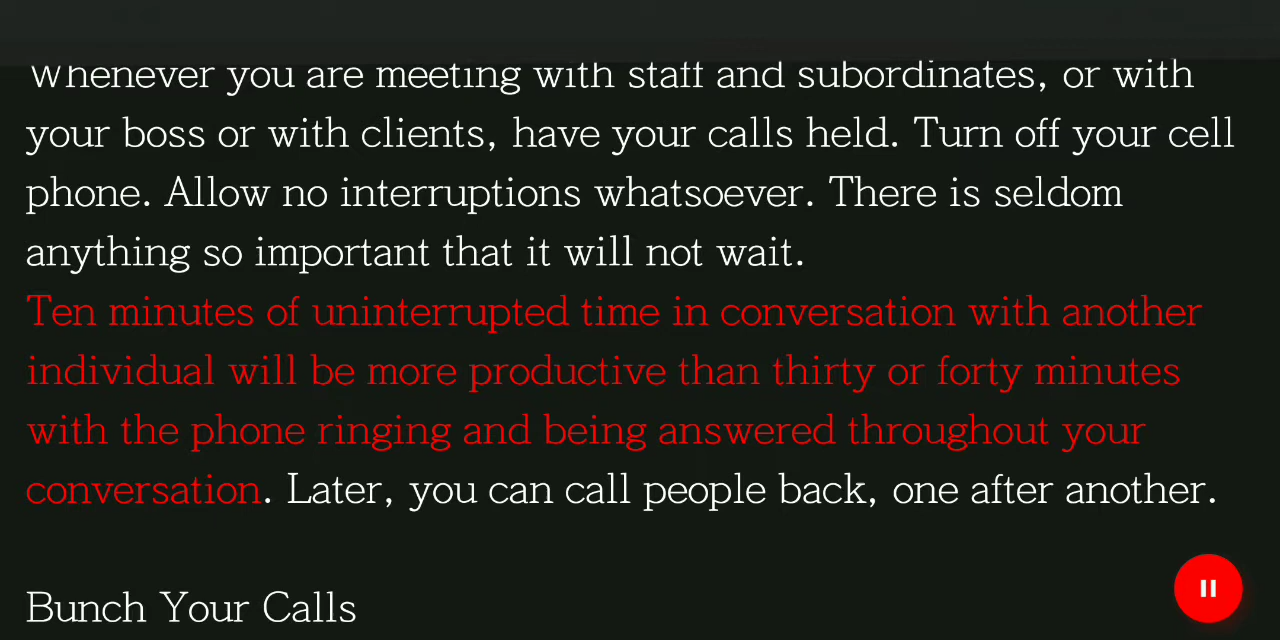 Whenever you are meeting with staff and subordinates, or with
your boss or with clients, have your calls held. Turn off your cell
phone. Allow no interruptions whatsoever. There is seldom
anything so important that it will not wait.
Ten minutes of uninterrupted time in conversation with another
individual will be more productive than thirty or forty minutes
with the phone ringing and being answered throughout your
conversation. Later, you can call people back, one after another.
Bunch Your Calls